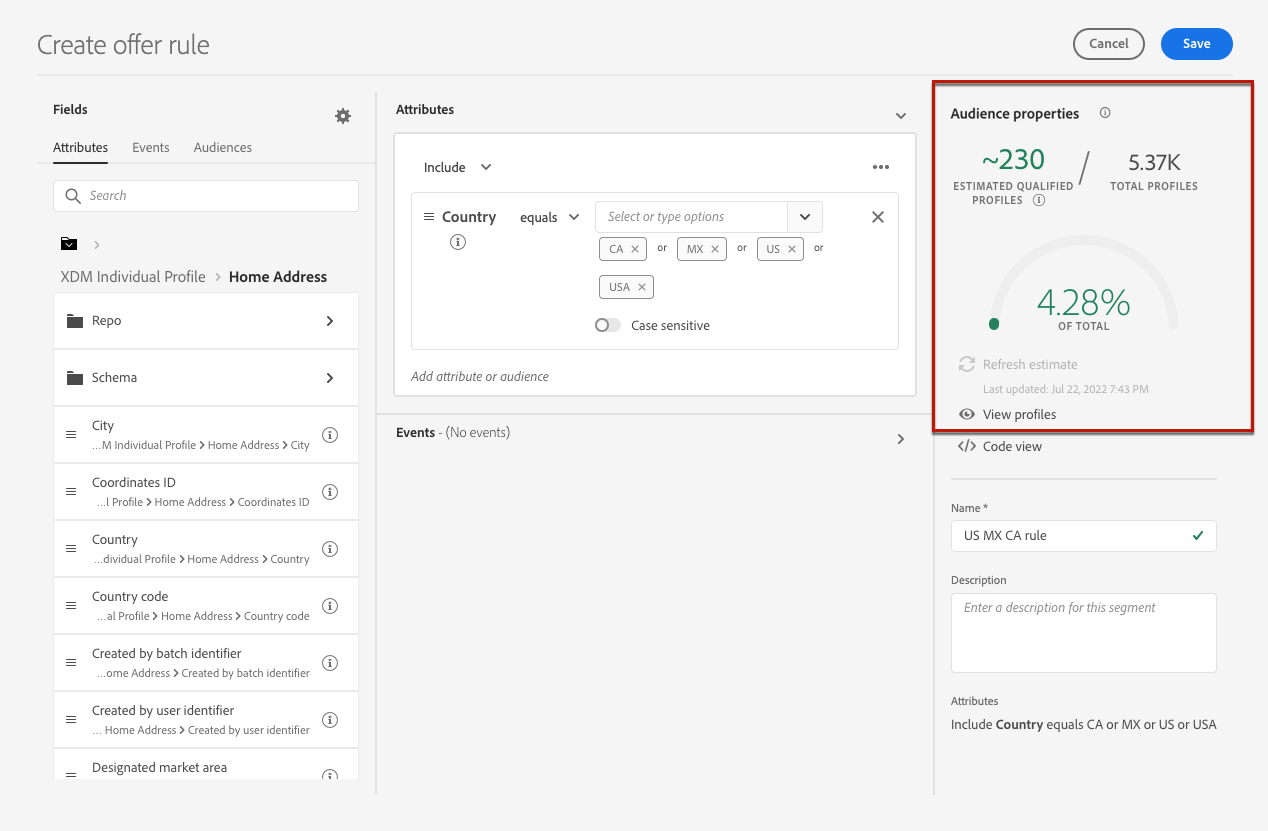 Create offer rule
Cancel
Save
Fields
Attributes
Events
Audiences
Search
XDM Individual Profile > Home Address
Repo
Schema
City
...M Individual Profile > Home Address > City
Coordinates ID
...l Profile > Home Address > Coordinates ID
Country
...dividual Profile > Home Address > Country
Country code
...al Profile > Home Address > Country code
Created by batch identifier
...ome Address > Created by batch identifier
Created by user identifier
... Home Address > Created by user identifier
Designated market area
Attributes
Include
Country
equals
Select or type options
CA × or MX × or US × or
USA ×
Case sensitive
Add attribute or audience
Events - (No events)
Audience properties
~230 / 5.37K
ESTIMATED QUALIFIED
PROFILES
TOTAL PROFILES
4.28%
OF TOTAL
Refresh estimate
Last updated: Jul 22, 2022 7:43 PM
View profiles
</> Code view
Name *
US MX CA rule
Description
Enter a description for this segment
Attributes
Include Country equals CA or MX or US or USA